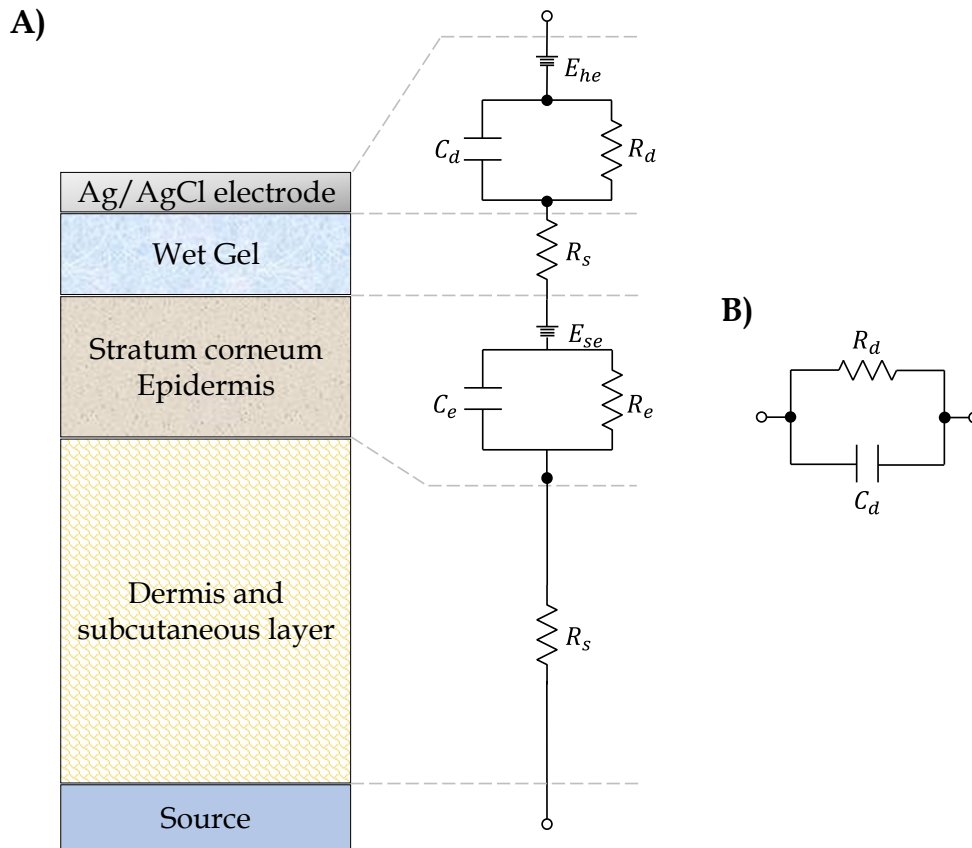 A)
E_he
C_d
R_d
Ag/AgCl electrode
Wet Gel
R_s
B)
E_se
Stratum corneum
Epidermis
C_e
R_e
R_d
C_d
Dermis and
subcutaneous layer
R_s
Source